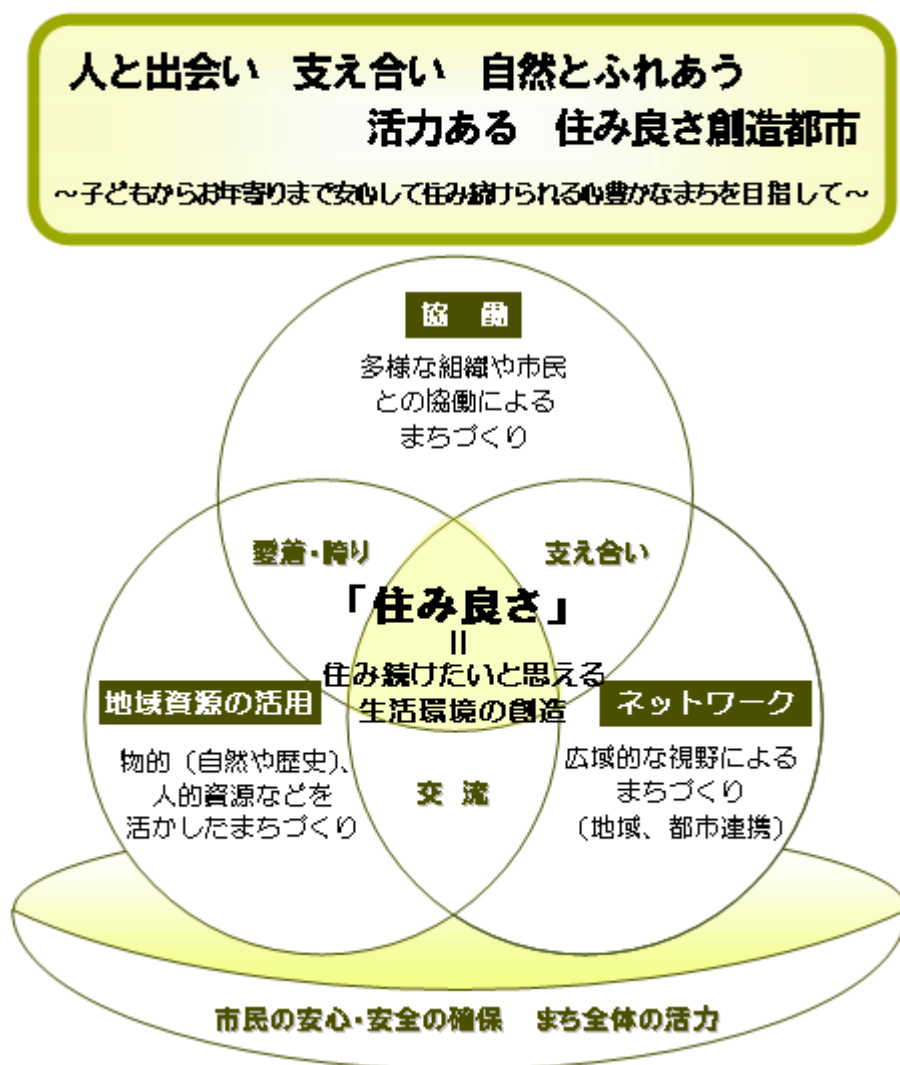 人と出会い 支え合い 自然とふれあう
活力ある 住み良さ創造都市
～子どもからお年寄りまで安心して住み続けられる心豊かなまちを目指して～
協 働
多様な組織や市民
との協働による
まちづくり
愛着・誇り
支え合い
「住み良さ」
＝
住み続けたいと思える
生活環境の創造
地域資源の活用
物的（自然や歴史）、
人的資源などを
活かしたまちづくり
ネットワーク
広域的な視野による
まちづくり
（地域、都市連携）
交 流
市民の安心・安全の確保 まち全体の活力